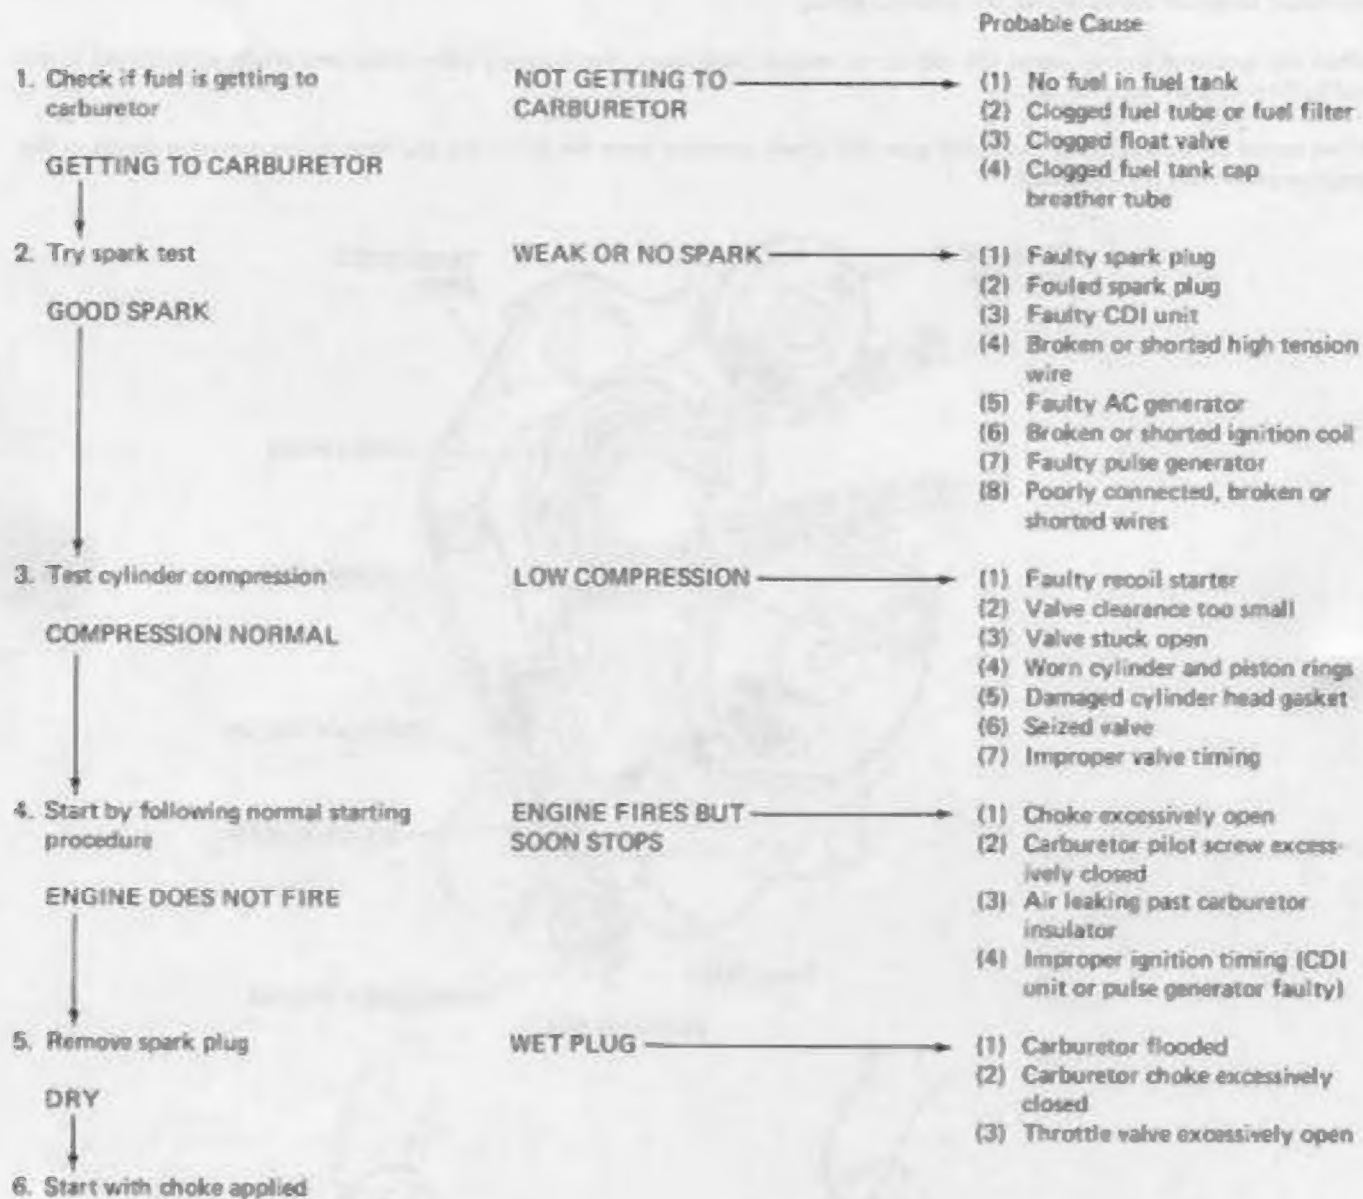 Probable Cause
1. Check if fuel is getting to
carburetor
NOT GETTING TO
CARBURETOR
(1) No fuel in fuel tank
(2) Clogged fuel tube or fuel filter
(3) Clogged float valve
(4) Clogged fuel tank cap
breather tube
GETTING TO CARBURETOR
2. Try spark test
WEAK OR NO SPARK
(1) Faulty spark plug
(2) Fouled spark plug
(3) Faulty CDI unit
(4) Broken or shorted high tension
wire
(5) Faulty AC generator
(6) Broken or shorted ignition coil
(7) Faulty pulse generator
(8) Poorly connected, broken or
shorted wires
GOOD SPARK
3. Test cylinder compression
LOW COMPRESSION
(1) Faulty recoil starter
(2) Valve clearance too small
(3) Valve stuck open
(4) Worn cylinder and piston rings
(5) Damaged cylinder head gasket
(6) Seized valve
(7) Improper valve timing
COMPRESSION NORMAL
4. Start by following normal starting
procedure
ENGINE FIRES BUT
SOON STOPS
(1) Choke excessively open
(2) Carburetor pilot screw excess-
ively closed
(3) Air leaking past carburetor
insulator
(4) Improper ignition timing (CDI
unit or pulse generator faulty)
ENGINE DOES NOT FIRE
5. Remove spark plug
WET PLUG
(1) Carburetor flooded
(2) Carburetor choke excessively
closed
(3) Throttle valve excessively open
DRY
6. Start with choke applied